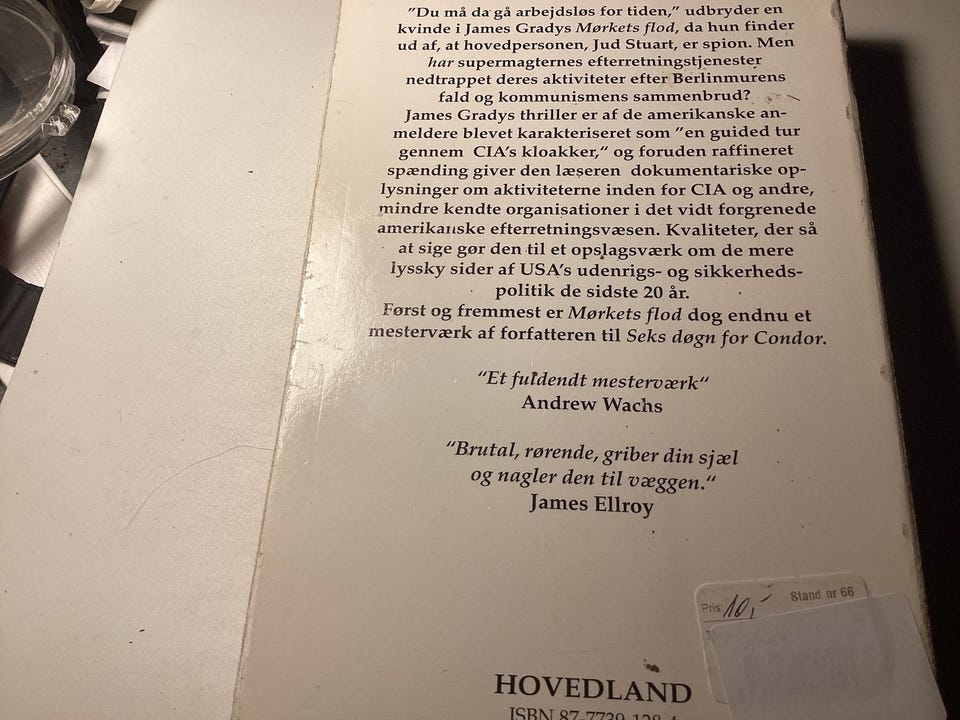 ”Du må da gå arbejdsløs for tiden,” udbryder en
kvinde i James Gradys Mørkets flod, da hun finder
ud af, at hovedpersonen, Jud Stuart, er spion. Men
har supermagternes efterretningstjenester
nedtrappet deres aktiviteter efter Berlinmurens
fald og kommunismens sammenbrud?
James Gradys thriller er af de amerikanske an-
meldere blevet karakteriseret som ”en guided tur
gennem CIA’s kloakker,“ og foruden raffineret
spænding giver den læseren dokumentariske op-
lysninger om aktiviteterne inden for CIA og andre,
mindre kendte organisationer i det vidt forgrenede
amerikanske efterretningsvæsen. Kvaliteter, der så
at sige gør den til et opslagsværk om de mere
lyssky sider af USA’s udenrigs- og sikkerheds-
politik de sidste 20 år.
Først og fremmest er Mørkets flod dog endnu et
mesterværk af forfatteren til Seks døgn for Condor.
“Et fuldendt mesterværk“
Andrew Wachs
“Brutal, rørende, griber din sjæl
og nagler den til væggen.“
James Ellroy
Pris 10,- Stand nr 66
HOVEDLAND
ISBN